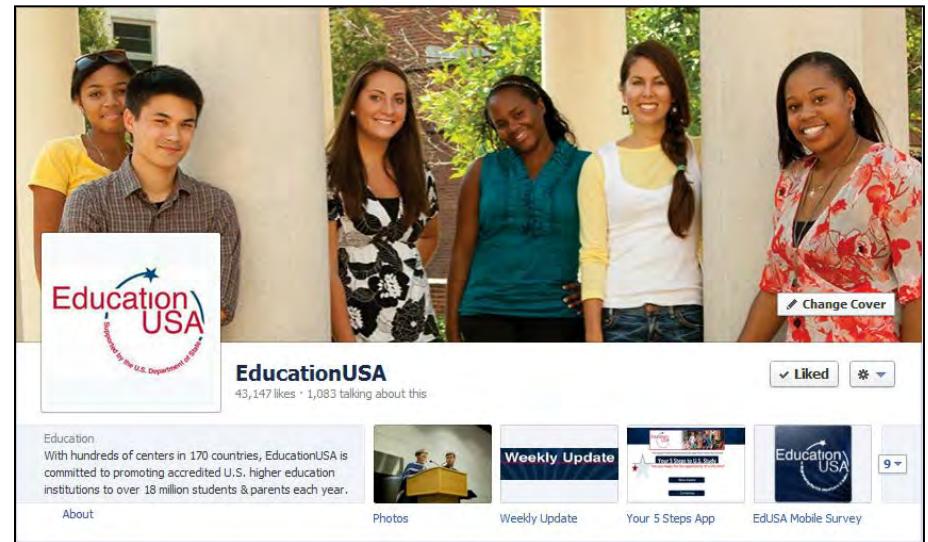 Education
USA
Supported by the U.S. Department of State
Change Cover
EducationUSA
43,147 likes · 1,083 talking about this
Liked
Education
With hundreds of centers in 170 countries, EducationUSA is
committed to promoting accredited U.S. higher education
institutions to over 18 million students & parents each year.
About
Weekly Update
Your 5 Steps to U.S. Study
Education
USA
9
Photos
Weekly Update
Your 5 Steps App
EdUSA Mobile Survey